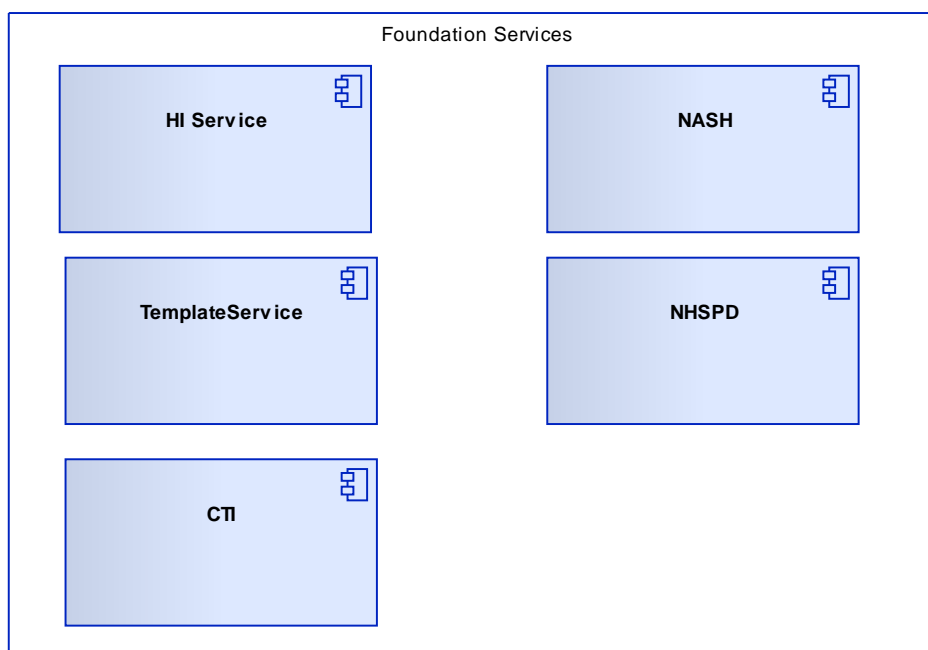 Foundation Services
HI Service
NASH
TemplateService
NHSPD
CTI